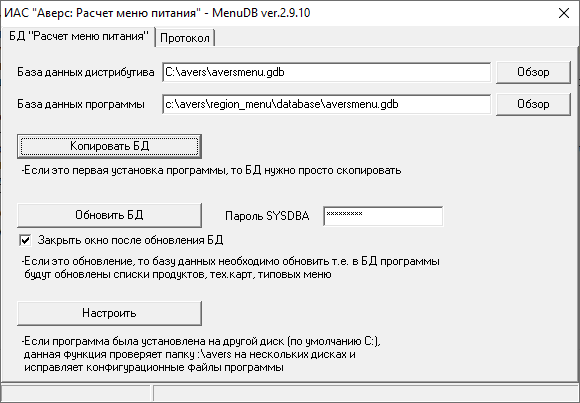 ИАС "Аверс: Расчет меню питания" - MenuDB ver.2.9.10
БД "Расчет меню питания" Протокол
База данных дистрибутива C:\avers\aversmenu.gdb Обзор
База данных программы c:\avers\region_menu\database\aversmenu.gdb Обзор
Копировать БД
-Если это первая установка программы, то БД нужно просто скопировать
Обновить БД Пароль SYSDBA *********
Закрыть окно после обновления БД
-Если это обновление, то базу данных необходимо обновить т.е. в БД программы
будут обновлены списки продуктов, тех.карт, типовых меню
Настроить
-Если программа была установлена на другой диск (по умолчанию C:),
данная функция проверяет папку :\avers на нескольких дисках и
исправляет конфигурационные файлы программы